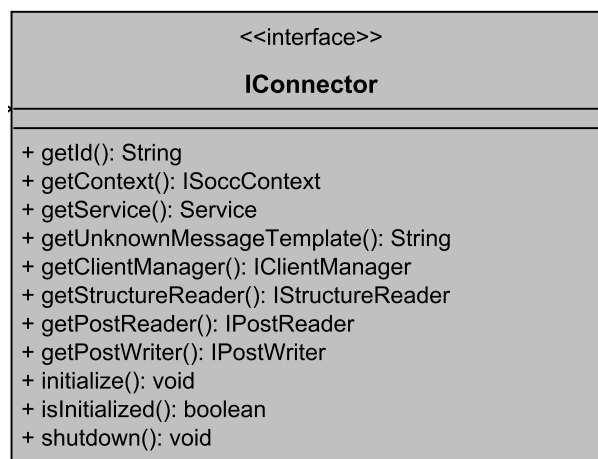 <<interface>>
IConnector
+ getId(): String
+ getContext(): ISoccContext
+ getService(): Service
+ getUnknownMessageTemplate(): String
+ getClientManager(): IClientManager
+ getStructureReader(): IStructureReader
+ getPostReader(): IPostReader
+ getPostWriter(): IPostWriter
+ initialize(): void
+ isInitialized(): boolean
+ shutdown(): void